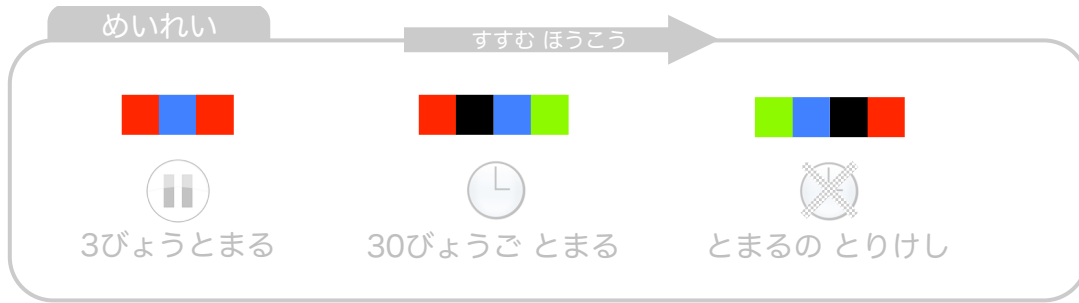 めいれい
すすむ ほうこう
3びょうとまる
30びょうご とまる
とまるの とりけし